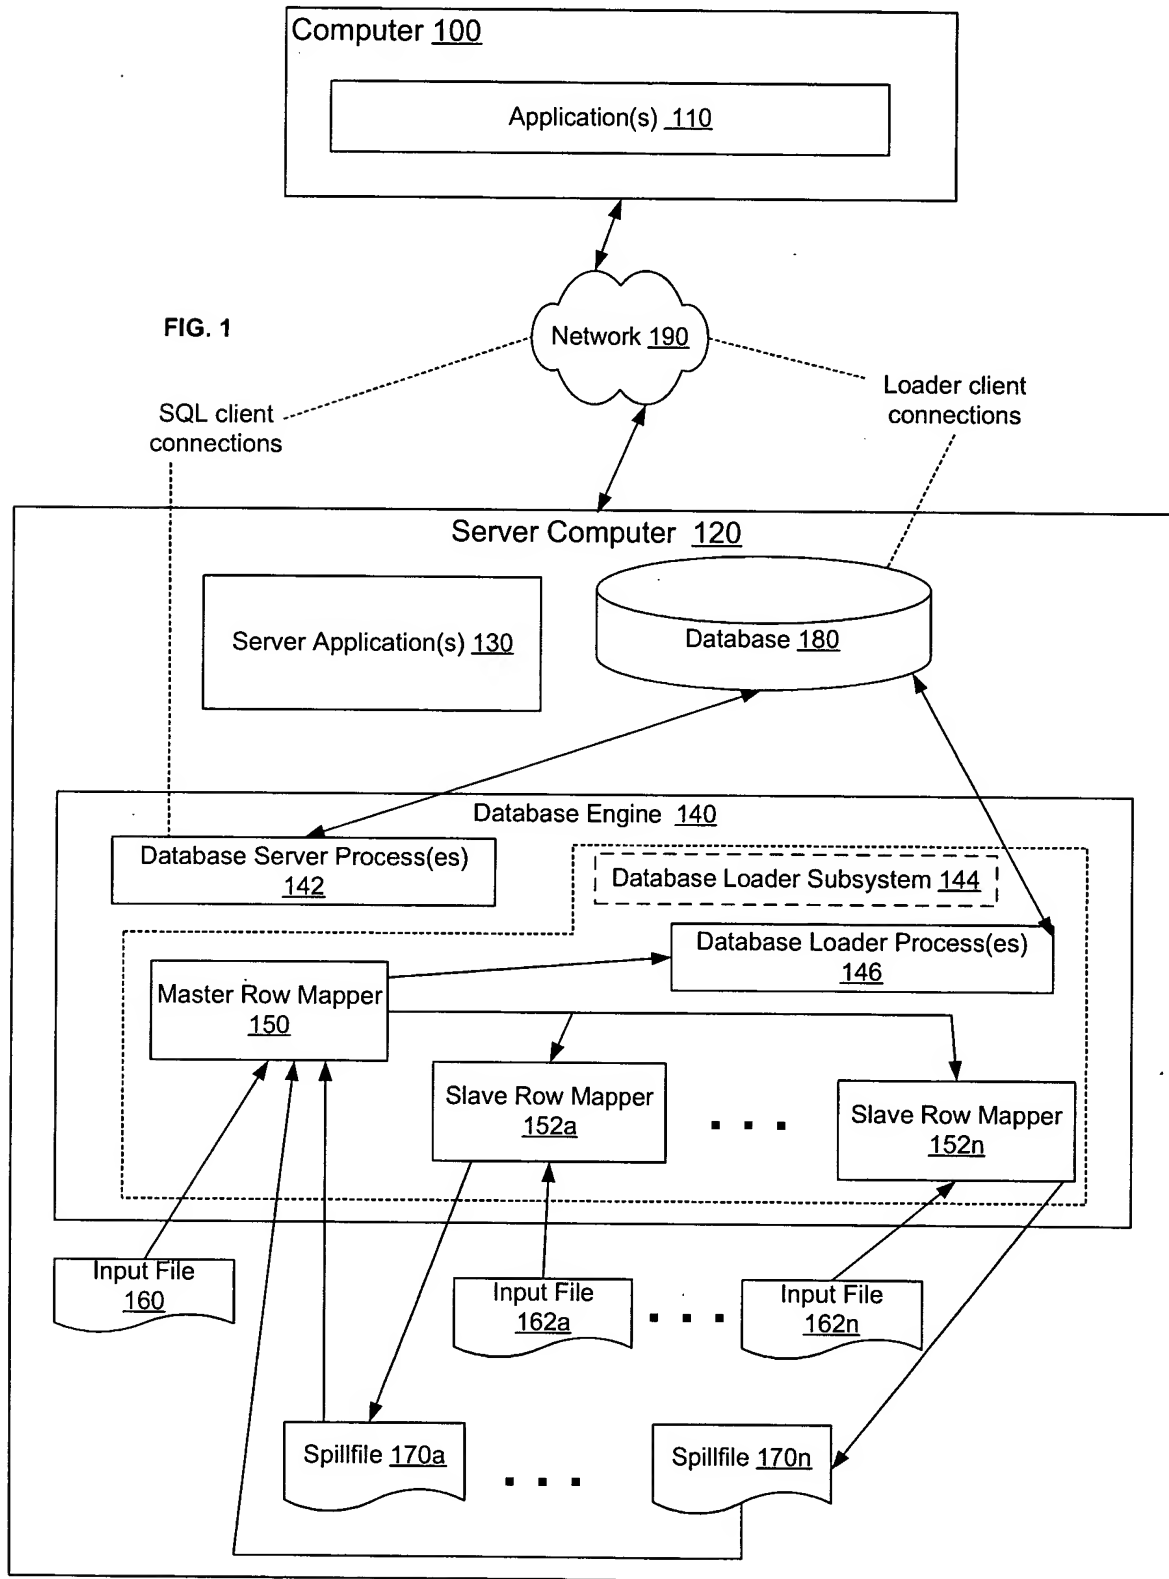 Computer 100
Application(s) 110
FIG. 1
Network 190
SQL client
connections
Loader client
connections
Server Computer 120
Server Application(s) 130
Database 180
Database Engine 140
Database Server Process(es)
142
Database Loader Subsystem 144
Database Loader Process(es)
146
Master Row Mapper
150
Slave Row Mapper
152a
Slave Row Mapper
152n
Input File
160
Input File
162a
Input File
162n
Spillfile 170a
Spillfile 170n